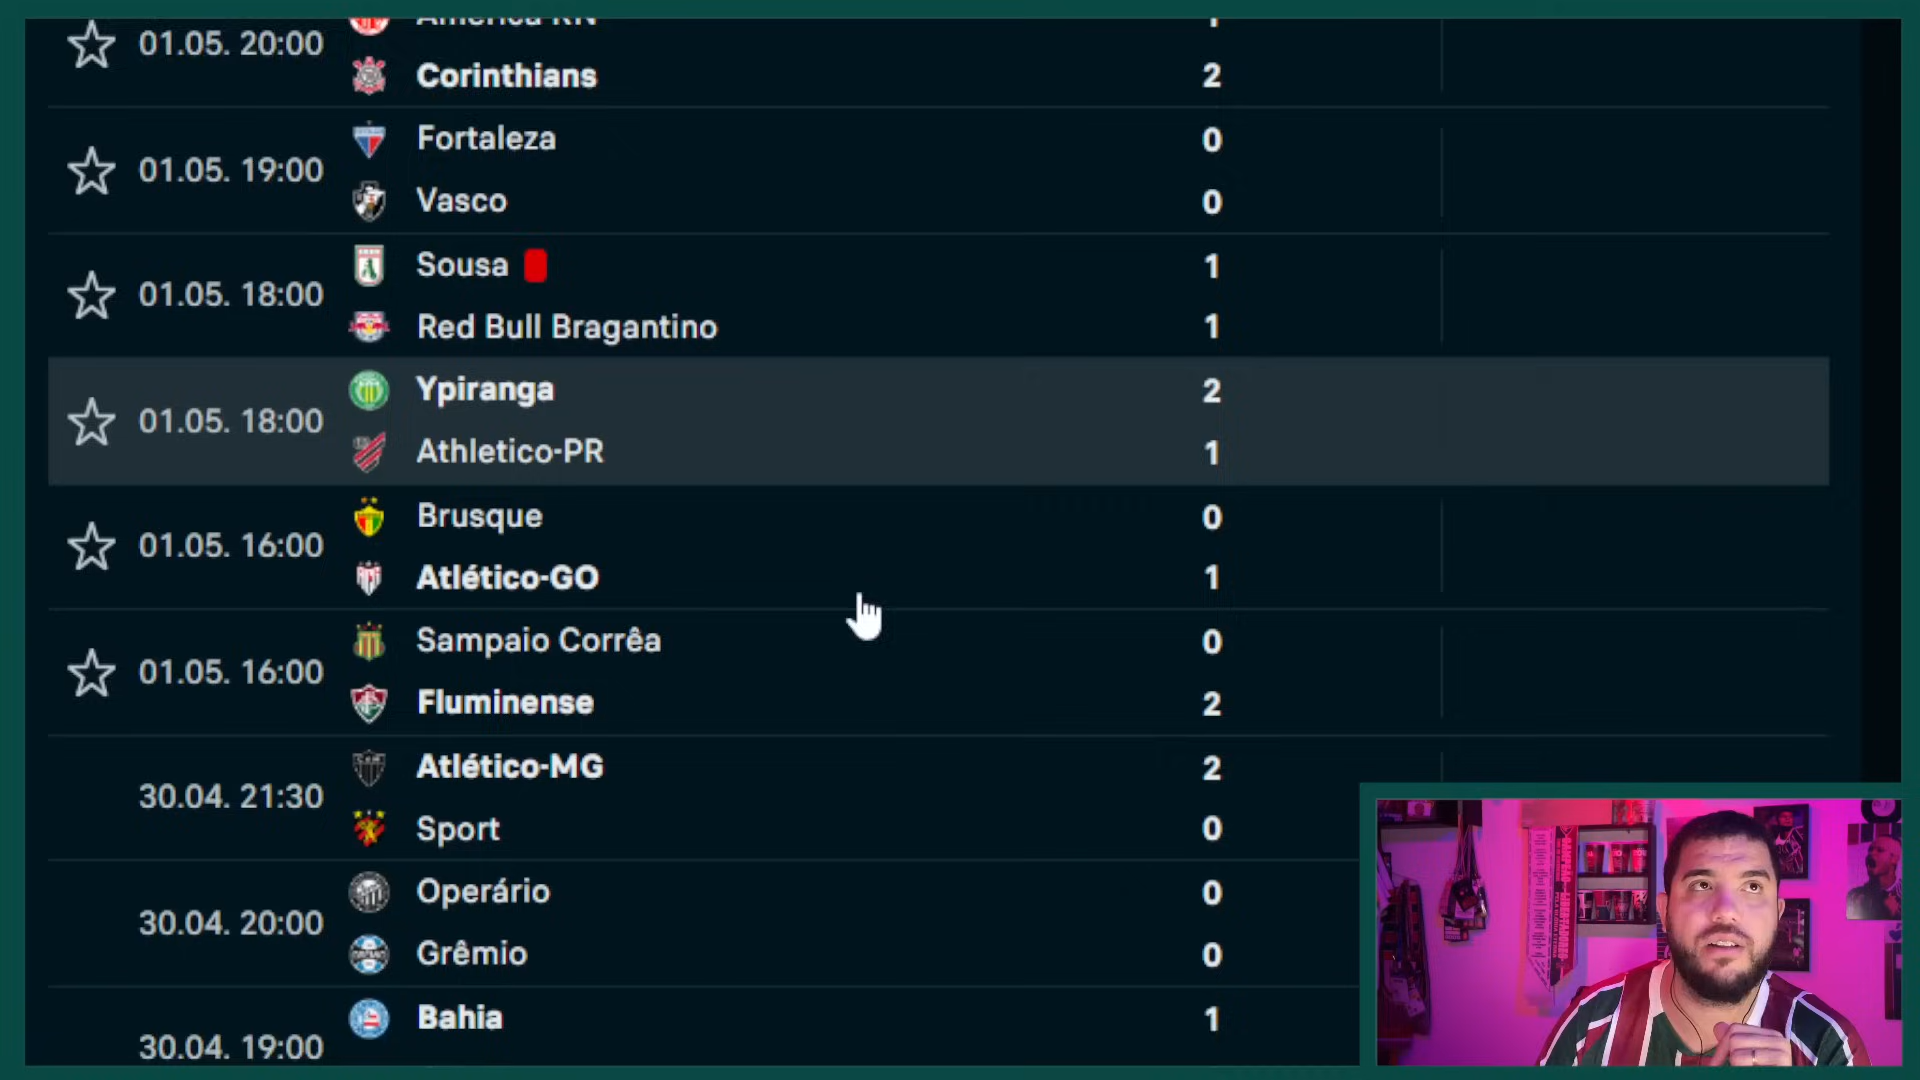 América-RN 1
01.05. 20:00
Corinthians 2
Fortaleza 0
01.05. 19:00
Vasco 0
Sousa 1
01.05. 18:00
Red Bull Bragantino 1
Ypiranga 2
01.05. 18:00
Athletico-PR 1
Brusque 0
01.05. 16:00
Atlético-GO 1
Sampaio Corrêa 0
01.05. 16:00
Fluminense 2
Atlético-MG 2
30.04. 21:30
Sport 0
Operário 0
30.04. 20:00
Grêmio 0
Bahia 1
30.04. 19:00